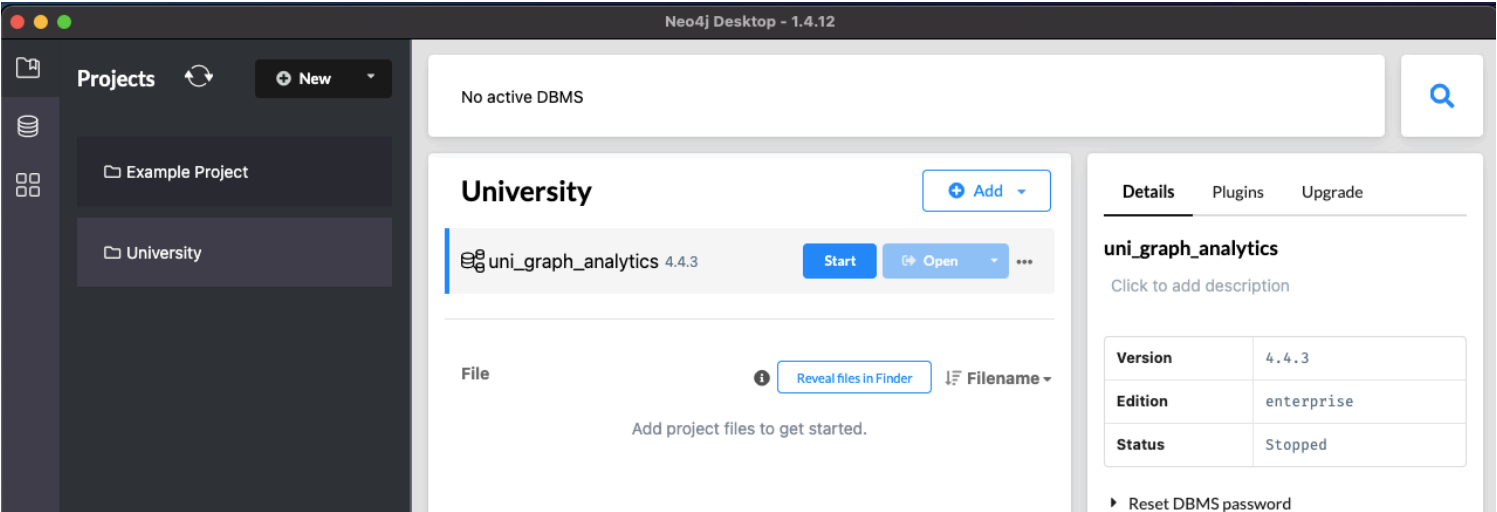 Neo4j Desktop - 1.4.12
Projects
New
Example Project
University
No active DBMS
University
Add
uni_graph_analytics 4.4.3
Start
Open
File
Reveal files in Finder
Filename
Add project files to get started.
Details Plugins Upgrade
uni_graph_analytics
Click to add description
Version 4.4.3
Edition enterprise
Status Stopped
Reset DBMS password